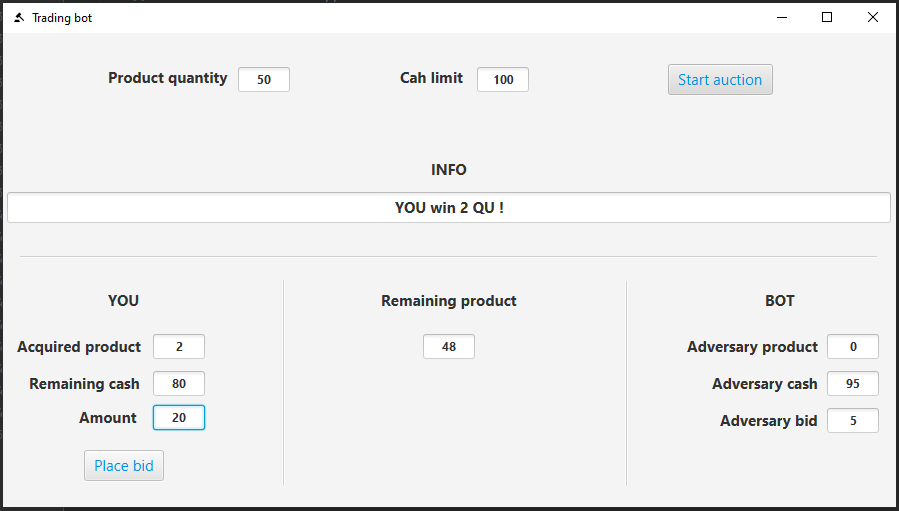 Trading bot
Product quantity 50 Cah limit 100 Start auction
INFO
YOU win 2 QU !
YOU Remaining product BOT
Acquired product 2 48 Adversary product 0
Remaining cash 80 Adversary cash 95
Amount 20 Adversary bid 5
Place bid